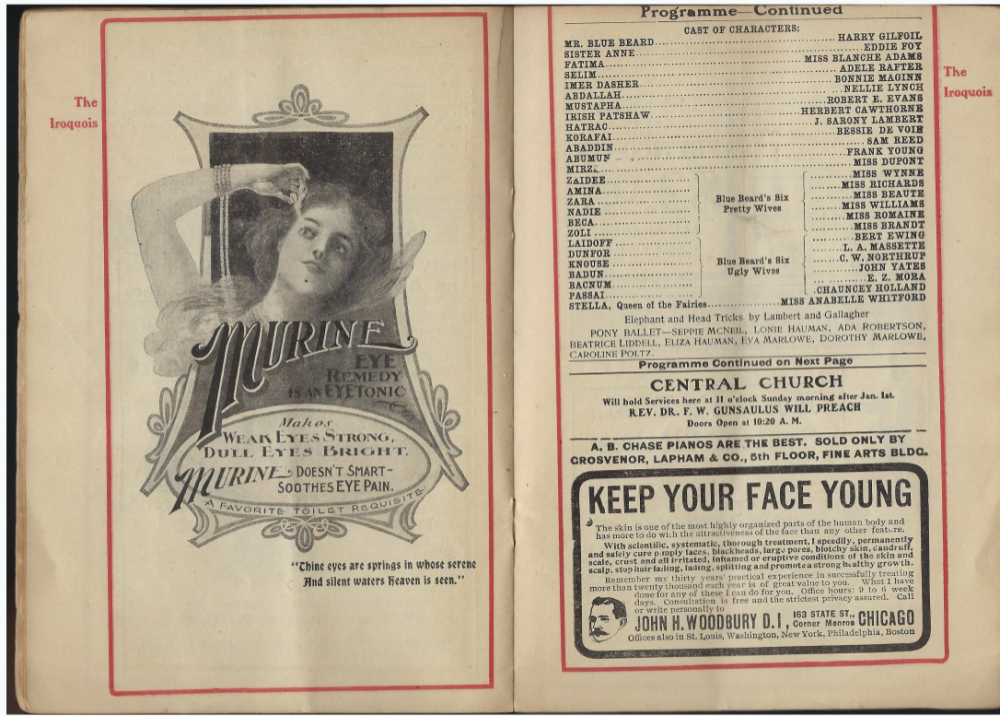 The
Iroquois
MURINE
EYE
REMEDY
IS AN EYE TONIC
Makes
WEAK EYES STRONG,
DULL EYES BRIGHT.
MURINE DOESN'T SMART-
SOOTHES EYE PAIN.
A FAVORITE TOILET REQUISITE.
"Thine eyes are springs in whose serene
And silent waters Heaven is seen."
Programme—Continued
CAST OF CHARACTERS:
MR. BLUE BEARD HARRY GILFOIL
SISTER ANNE EDDIE FOY
FATIMA MISS BLANCHE ADAMS
SELIM ADELE RAFTER
IMER DASHER BONNIE MAGINN
ABDALLAH NELLIE LYNCH
MUSTAPHA ROBERT E. EVANS
IRISH PATSHAW HERBERT CAWTHORNE
HATRAC J. SARONY LAMBERT
KORAFAI BESSIE DE VOIE
ABADDIN SAM REED
ABUMUN FRANK YOUNG
MIRZ MISS DUPONT
ZAIDEE MISS WYNNE
AMINA MISS RICHARDS
ZARA MISS BEAUTE
NADIE MISS WILLIAMS
BECA MISS ROMAINE
ZOLI MISS BRANDT
Blue Beard's Six
Pretty Wives
LAIDOFF BERT EWING
DUNFOR L. A. MASSETTE
KNOUSE C. W. NORTHRUP
BADUN JOHN YATES
BACNUM E. Z. MORA
PASSAI CHAUNCEY HOLLAND
Blue Beard's Six
Ugly Wives
STELLA, Queen of the Fairies MISS ANABELLE WHITFORD
Elephant and Head Tricks by Lambert and Gallagher
PONY BALLET—SEPPIE MCNEIL, LONIE HAUMAN, ADA ROBERTSON,
BEATRICE LIDDELL, ELIZA HAUMAN, EVA MARLOWE, DOROTHY MARLOWE,
CAROLINE POLTZ.
Programme Continued on Next Page
CENTRAL CHURCH
Will hold Services here at 11 o'clock Sunday morning after Jan. 1st.
REV. DR. F. W. GUNSAULUS WILL PREACH
Doors Open at 10:20 A. M.
A. B. CHASE PIANOS ARE THE BEST. SOLD ONLY BY
GROSVENOR, LAPHAM & CO., 5th FLOOR, FINE ARTS BLDG.
KEEP YOUR FACE YOUNG
The skin is one of the most highly organized parts of the human body and
has more to do with the attractiveness of the face than any other feature.
With scientific, systematic, thorough treatment, I speedily, permanently
and safely cure pimply faces, blackheads, large pores, blotchy skin, dandruff,
scale, crust and all irritated, inflamed or eruptive conditions of the skin and
scalp, stop hair falling, fading, splitting and promote a strong healthy growth.
Remember my thirty years' practical experience in successfully treating
more than twenty thousand each year is of great value to you. What I have
done for any of these I can do for you. Office hours: 9 to 6 week
days. Consultation is free and the strictest privacy assured. Call
or write personally to
JOHN H. WOODBURY D.I., 163 STATE ST., Corner Monroe CHICAGO
Offices also in St. Louis, Washington, New York, Philadelphia, Boston
The
Iroquois